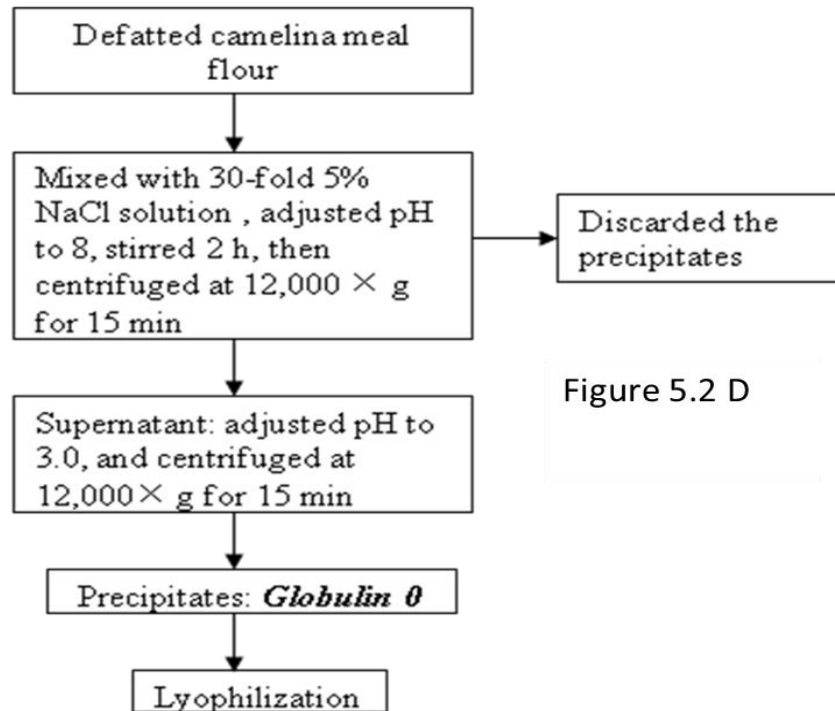 Defatted camelina meal
flour
Mixed with 30-fold 5%
NaCl solution , adjusted pH
to 8, stirred 2 h, then
centrifuged at 12,000 × g
for 15 min
Discarded the
precipitates
Supernatant: adjusted pH to
3.0, and centrifuged at
12,000× g for 15 min
Figure 5.2 D
Precipitates: Globulin 0
Lyophilization